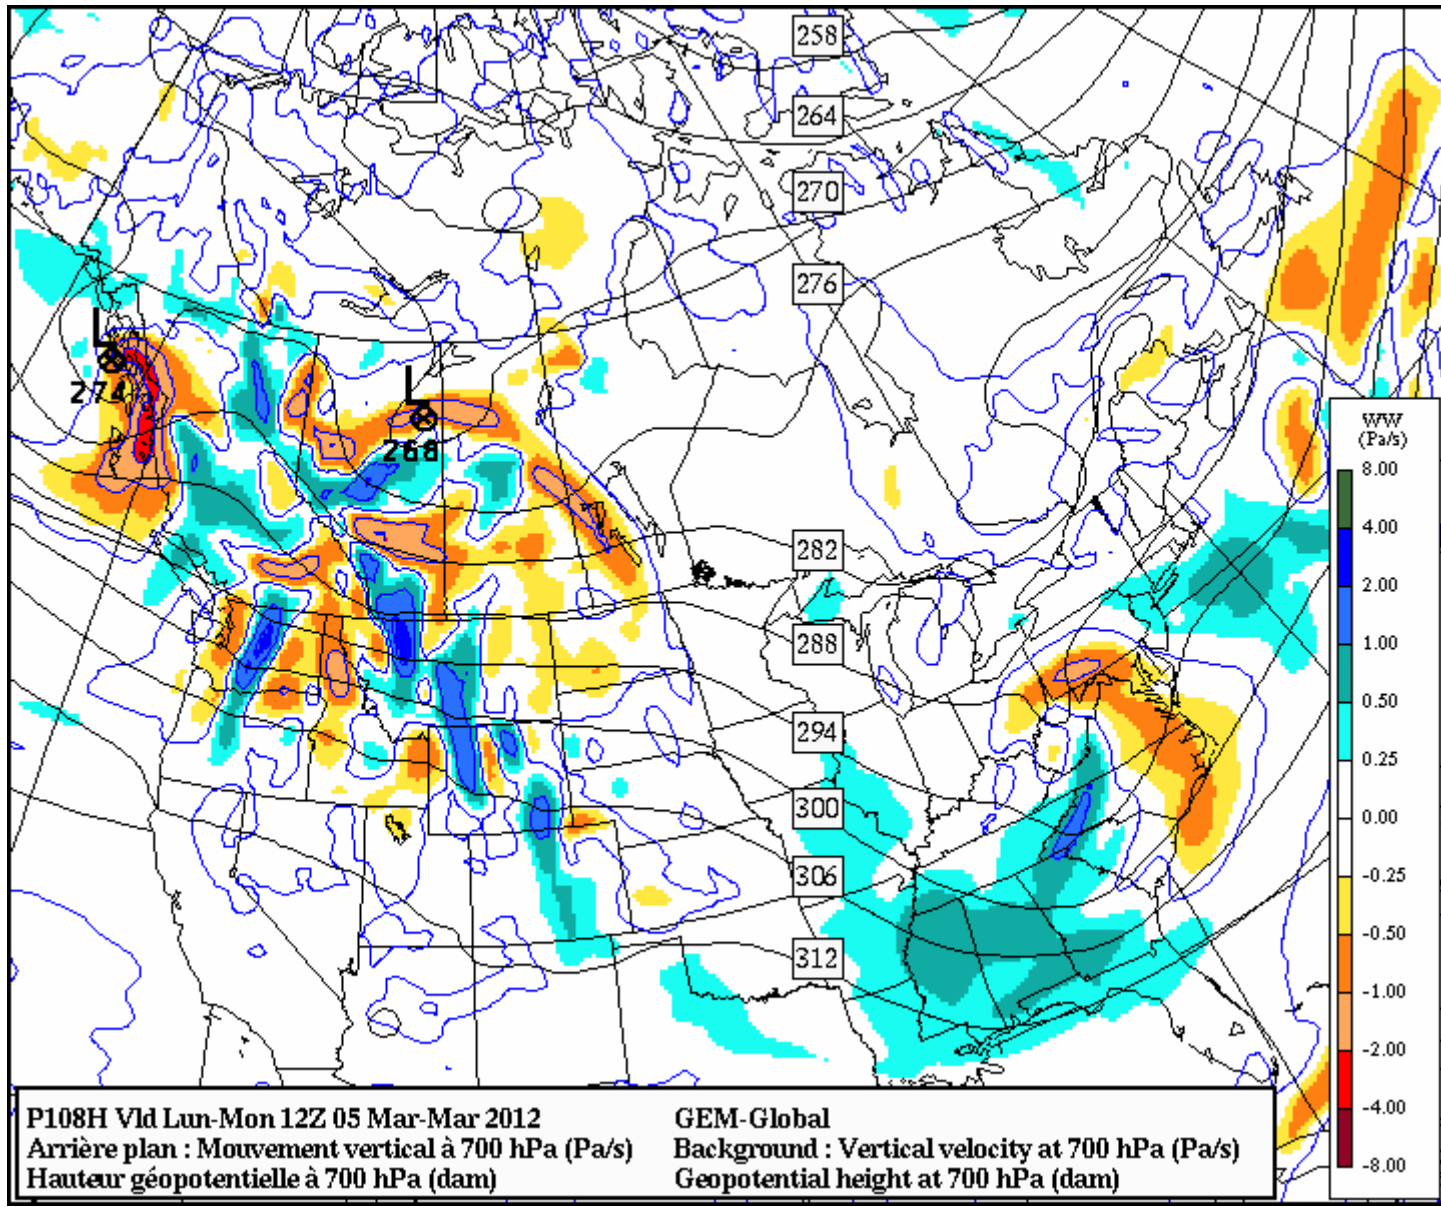 258
264
270
276
L
274
L
268
282
288
294
300
306
312
WW
(Pa/s)
8.00
4.00
2.00
1.00
0.50
0.25
0.00
-0.25
-0.50
-1.00
-2.00
-4.00
-8.00
P108H Vld Lun-Mon 12Z 05 Mar-Mar 2012
Arrière plan : Mouvement vertical à 700 hPa (Pa/s)
Hauteur géopotentielle à 700 hPa (dam)
GEM-Global
Background : Vertical velocity at 700 hPa (Pa/s)
Geopotential height at 700 hPa (dam)